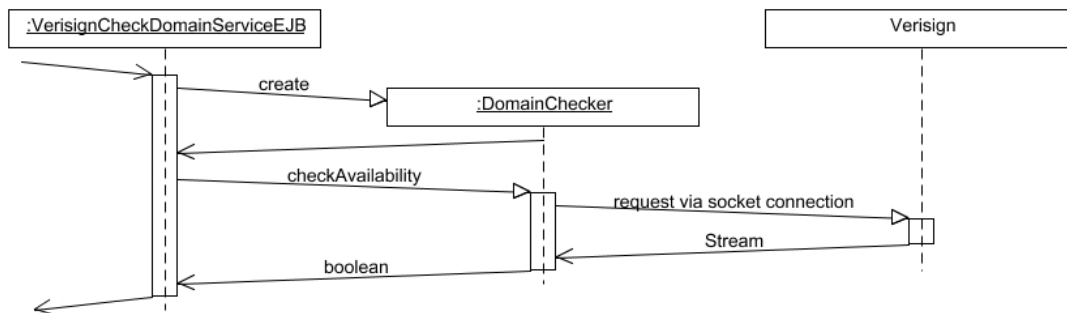 :VerisignCheckDomainServiceEJB
Verisign
create
:DomainChecker
checkAvailability
request via socket connection
Stream
boolean